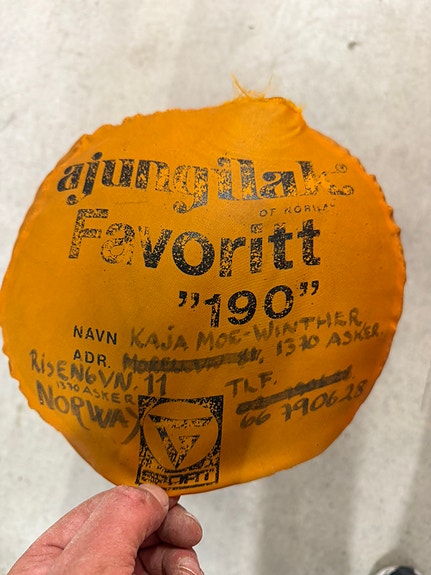 ajungilak
OF NORWAY
Favoritt
”190”
NAVN KAJA MOE-WINTHER
ADR. 1370 ASKER
RISENGVN. 11
1370 ASKER
NORWAY
TLF.
66 790628
SPORT